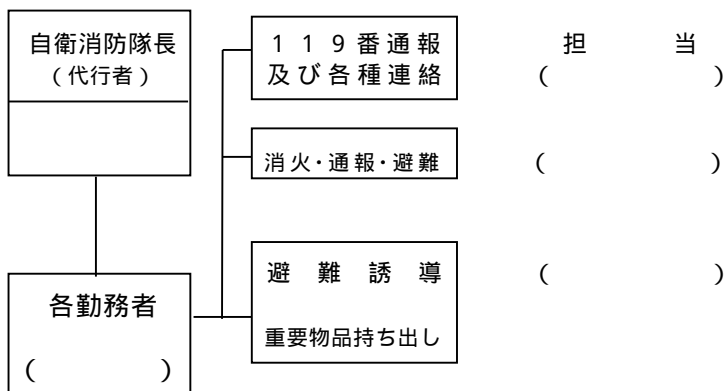 自衛消防隊長
(代行者)
119番通報
及び各種連絡
担 当
( )
消火・通報・避難
( )
避難誘導
重要物品持ち出し
( )
各勤務者
( )